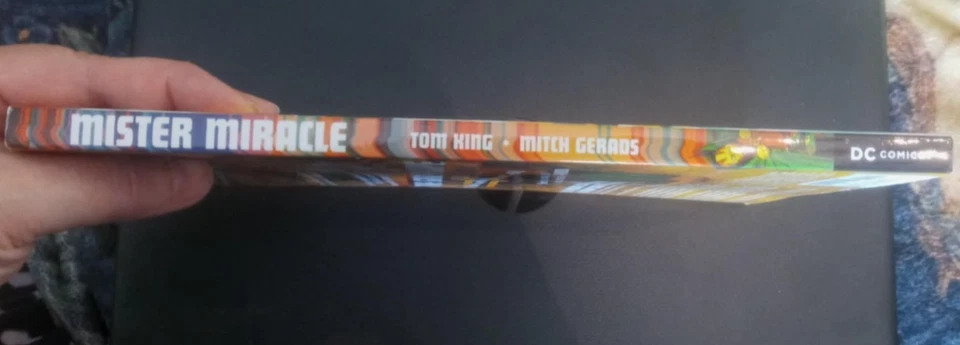 MISTER MIRACLE TOM KING • MITCH GERADS DC COMICS